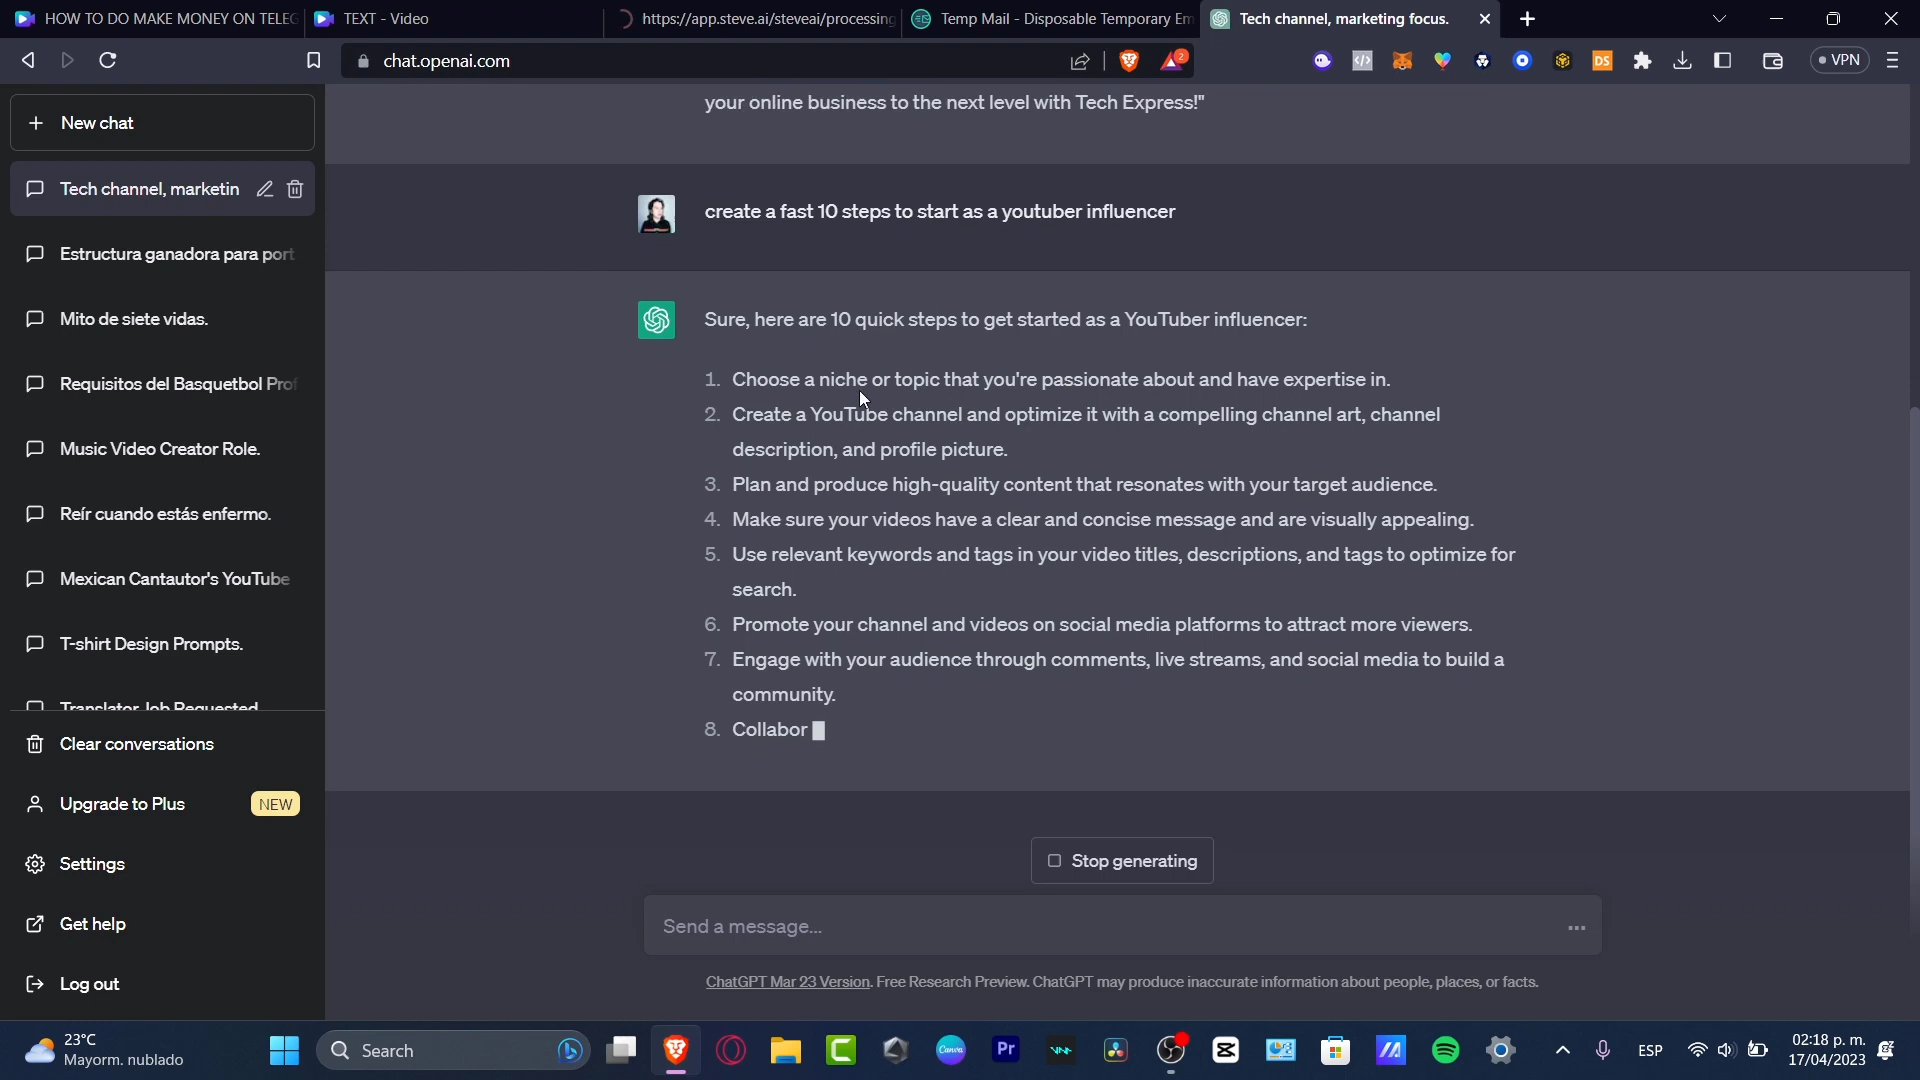 HOW TO DO MAKE MONEY ON TELEG
TEXT - Video
https://app.steve.ai/steveai/processing
Temp Mail - Disposable Temporary Em
Tech channel, marketing focus.
chat.openai.com
2
DS
VPN
New chat
Tech channel, marketin
Estructura ganadora para port
Mito de siete vidas.
Requisitos del Basquetbol Prof
Music Video Creator Role.
Reír cuando estás enfermo.
Mexican Cantautor's YouTube
T-shirt Design Prompts.
Translator Job Requested
Clear conversations
Upgrade to Plus
NEW
Settings
Get help
Log out
your online business to the next level with Tech Express!"
create a fast 10 steps to start as a youtuber influencer
Sure, here are 10 quick steps to get started as a YouTuber influencer:
1. Choose a niche or topic that you're passionate about and have expertise in.
2. Create a YouTube channel and optimize it with a compelling channel art, channel
description, and profile picture.
3. Plan and produce high-quality content that resonates with your target audience.
4. Make sure your videos have a clear and concise message and are visually appealing.
5. Use relevant keywords and tags in your video titles, descriptions, and tags to optimize for
search.
6. Promote your channel and videos on social media platforms to attract more viewers.
7. Engage with your audience through comments, live streams, and social media to build a
community.
8. Collabor
Stop generating
Send a message...
ChatGPT Mar 23 Version. Free Research Preview. ChatGPT may produce inaccurate information about people, places, or facts.
23°C
Mayorm. nublado
Search
Canva
Pr
ESP
02:18 p. m.
17/04/2023